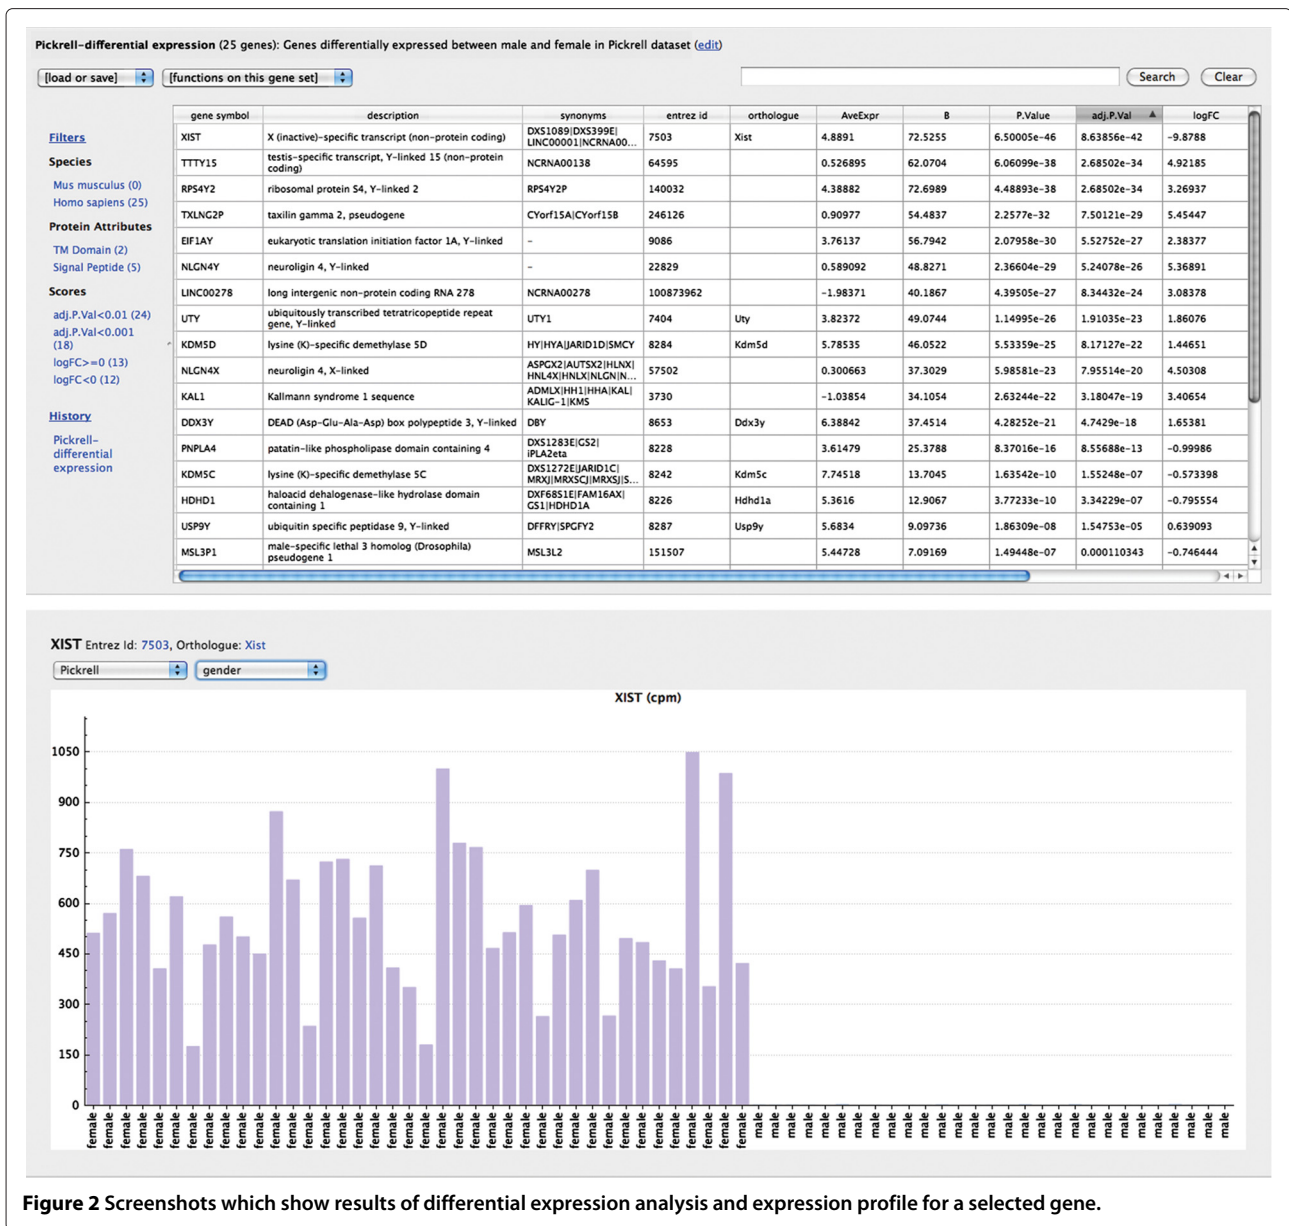 Pickrell-differential expression (25 genes): Genes differentially expressed between male and female in Pickrell dataset (edit)
[load or save] [functions on this gene set] Search Clear
Filters
Species
Mus musculus (0)
Homo sapiens (25)
Protein Attributes
TM Domain (2)
Signal Peptide (5)
Scores
adj.P.Val<0.01 (24)
adj.P.Val<0.001
(18)
logFC>=0 (13)
logFC<0 (12)
History
Pickrell-
differential
expression
gene symbol description synonyms entrez id orthologue AveExpr B P.Value adj.P.Val ▲ logFC
XIST X (inactive)-specific transcript (non-protein coding) DXS1089|DXS399E| LINC00001|NCRNA00... 7503 Xist 4.8891 72.5255 6.50005e-46 8.63856e-42 -9.8788
TTTY15 testis-specific transcript, Y-linked 15 (non-protein coding) NCRNA00138 64595 0.526895 62.0704 6.06099e-38 2.68502e-34 4.92185
RPS4Y2 ribosomal protein S4, Y-linked 2 RPS4Y2P 140032 4.38882 72.6989 4.48893e-38 2.68502e-34 3.26937
TXLNG2P taxilin gamma 2, pseudogene CYorf15A|CYorf15B 246126 0.90977 54.4837 2.2577e-32 7.50121e-29 5.45447
EIF1AY eukaryotic translation initiation factor 1A, Y-linked - 9086 3.76137 56.7942 2.07958e-30 5.52752e-27 2.38377
NLGN4Y neuroligin 4, Y-linked - 22829 0.589092 48.8271 2.36604e-29 5.24078e-26 5.36891
LINC00278 long intergenic non-protein coding RNA 278 NCRNA00278 100873962 -1.98371 40.1867 4.39505e-27 8.34432e-24 3.08378
UTY ubiquitously transcribed tetratricopeptide repeat gene, Y-linked UTY1 7404 Uty 3.82372 49.0744 1.14995e-26 1.91035e-23 1.86076
KDM5D lysine (K)-specific demethylase 5D HY|HYA|JARID1D|SMCY 8284 Kdm5d 5.78535 46.0522 5.53359e-25 8.17127e-22 1.44651
NLGN4X neuroligin 4, X-linked ASPGX2|AUTSX2|HLNX| HNL4X|HNLX|NLGN|N... 57502 0.300663 37.3029 5.98581e-23 7.95514e-20 4.50308
KAL1 Kallmann syndrome 1 sequence ADMLX|HH1|HHA|KAL| KALIG-1|KMS 3730 -1.03854 34.1054 2.63244e-22 3.18047e-19 3.40654
DDX3Y DEAD (Asp-Glu-Ala-Asp) box polypeptide 3, Y-linked DBY 8653 Ddx3y 6.38842 37.4514 4.28252e-21 4.7429e-18 1.65381
PNPLA4 patatin-like phospholipase domain containing 4 DXS1283E|GS2| iPLA2eta 8228 3.61479 25.3788 8.37016e-16 8.55688e-13 -0.99986
KDM5C lysine (K)-specific demethylase 5C DXS1272E|JARID1C| MRXJ|MRXSCJ|MRXSJ|S... 8242 Kdm5c 7.74518 13.7045 1.63542e-10 1.55248e-07 -0.573398
HDHD1 haloacid dehalogenase-like hydrolase domain containing 1 DXF68S1E|FAM16AX| GS1|HDHD1A 8226 Hdhd1a 5.3616 12.9067 3.77233e-10 3.34229e-07 -0.795554
USP9Y ubiquitin specific peptidase 9, Y-linked DFFRY|SPGFY2 8287 Usp9y 5.6834 9.09736 1.86309e-08 1.54753e-05 0.639093
MSL3P1 male-specific lethal 3 homolog (Drosophila) pseudogene 1 MSL3L2 151507 5.44728 7.09169 1.49448e-07 0.000110343 -0.746444
XIST Entrez Id: 7503, Orthologue: Xist
Pickrell gender
XIST (cpm)
1050
900
750
600
450
300
150
0
female female female female female female female female female female female female female female female female female female female female female female female female female female female female female female female female female female female female female female female female male male male male male male male male male male male male male male male male male male male male male male male male male male male male male
Figure 2 Screenshots which show results of differential expression analysis and expression profile for a selected gene.